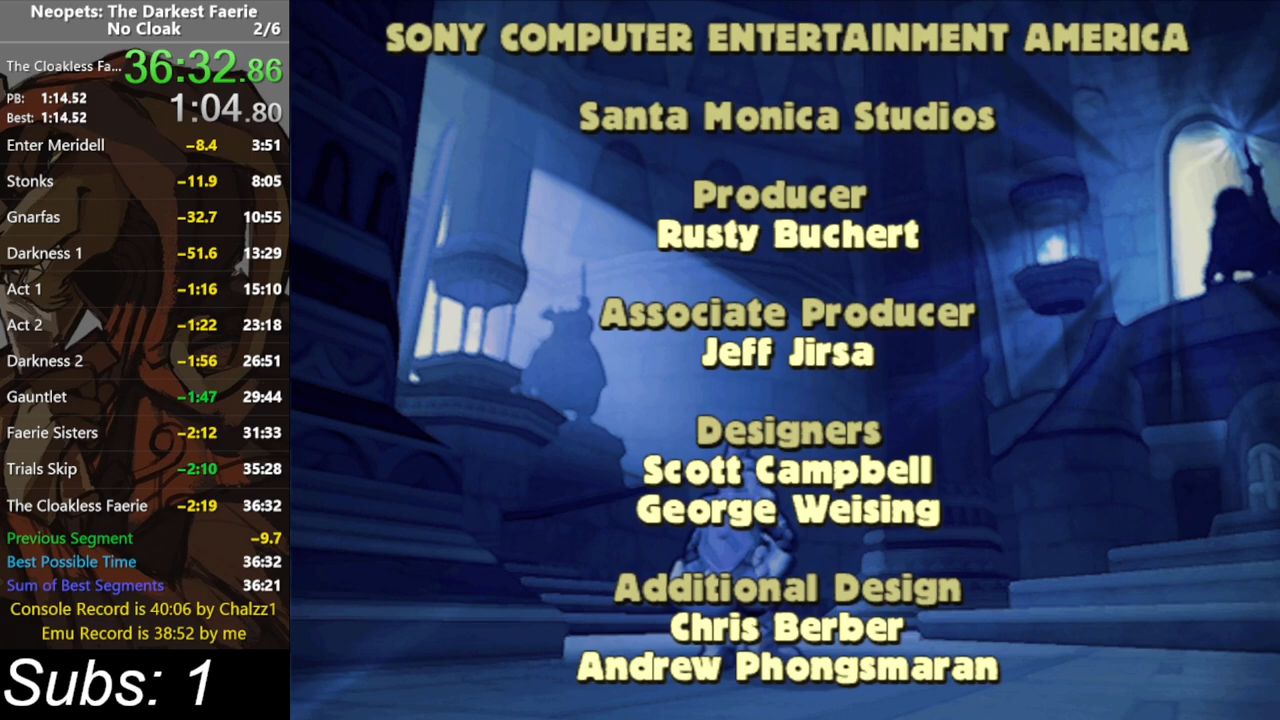 Neopets: The Darkest Faerie
No Cloak 2/6
The Cloakless Fa... 36:32.86
PB: 1:14.52
Best: 1:14.52
1:04.80
Enter Meridell -8.4 3:51
Stonks -11.9 8:05
Gnarfas -32.7 10:55
Darkness 1 -51.6 13:29
Act 1 -1:16 15:10
Act 2 -1:22 23:18
Darkness 2 -1:56 26:51
Gauntlet -1:47 29:44
Faerie Sisters -2:12 31:33
Trials Skip -2:10 35:28
The Cloakless Faerie -2:19 36:32
Previous Segment -9.7
Best Possible Time 36:32
Sum of Best Segments 36:21
Console Record is 40:06 by Chalzz1
Emu Record is 38:52 by me
Subs: 1
SONY COMPUTER ENTERTAINMENT AMERICA
Santa Monica Studios
Producer
Rusty Buchert
Associate Producer
Jeff Jirsa
Designers
Scott Campbell
George Weising
Additional Design
Chris Berber
Andrew Phongsmaran